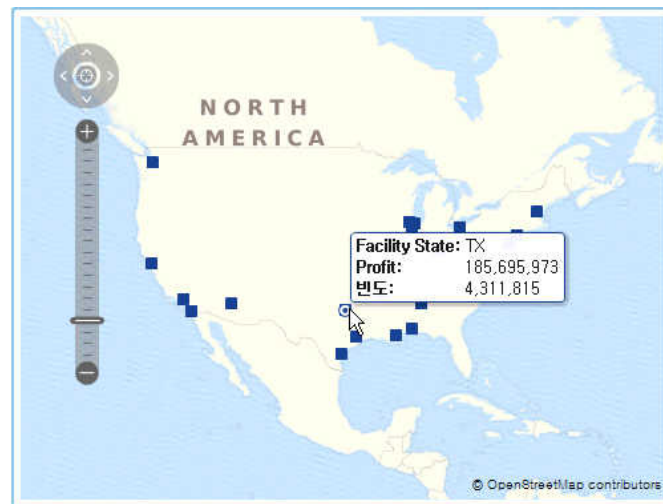 NORTH
AMERICA
Facility State: TX
Profit: 185,695,973
빈도: 4,311,815
© OpenStreetMap contributors